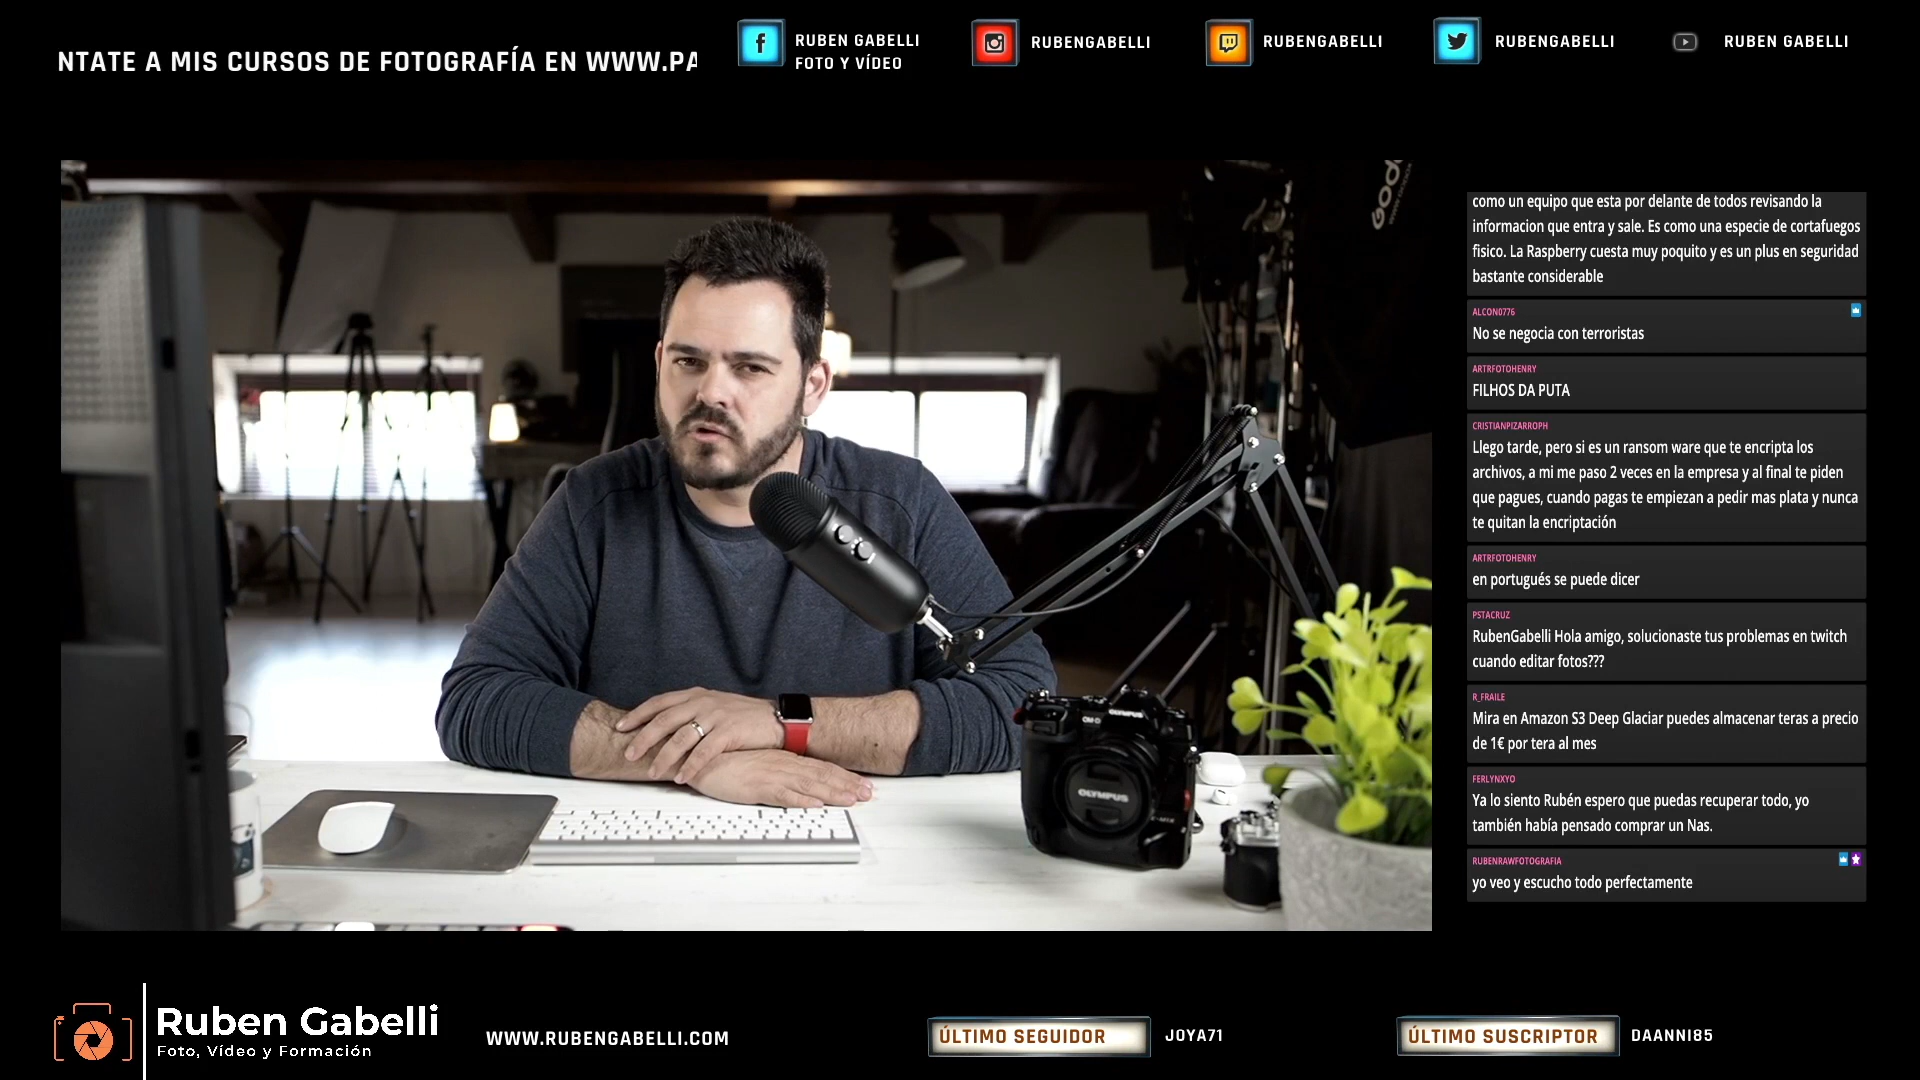 NTATE A MIS CURSOS DE FOTOGRAFÍA EN WWW.PA
RUBEN GABELLI
FOTO Y VÍDEO
RUBENGABELLI
RUBENGABELLI
RUBENGABELLI
RUBEN GABELLI
como un equipo que esta por delante de todos revisando la
informacion que entra y sale. Es como una especie de cortafuegos
fisico. La Raspberry cuesta muy poquito y es un plus en seguridad
bastante considerable
ALCON0776
No se negocia con terroristas
ARTRFOTOHENRY
FILHOS DA PUTA
CRISTIANPIZARROPH
Llego tarde, pero si es un ransom ware que te encripta los
archivos, a mi me paso 2 veces en la empresa y al final te piden
que pagues, cuando pagas te empiezan a pedir mas plata y nunca
te quitan la encriptación
ARTRFOTOHENRY
en portugués se puede dicer
PSTACRUZ
RubenGabelli Hola amigo, solucionaste tus problemas en twitch
cuando editar fotos???
R_FRAILE
Mira en Amazon S3 Deep Glaciar puedes almacenar teras a precio
de 1€ por tera al mes
FERLYNXYO
Ya lo siento Rubén espero que puedas recuperar todo, yo
también había pensado comprar un Nas.
RUBENRAWFOTOGRAFIA
yo veo y escucho todo perfectamente
OM-D
OLYMPUS
OLYMPUS
Ruben Gabelli
Foto, Vídeo y Formación
WWW.RUBENGABELLI.COM
ÚLTIMO SEGUIDOR
JOYA71
ÚLTIMO SUSCRIPTOR
DAANNI85